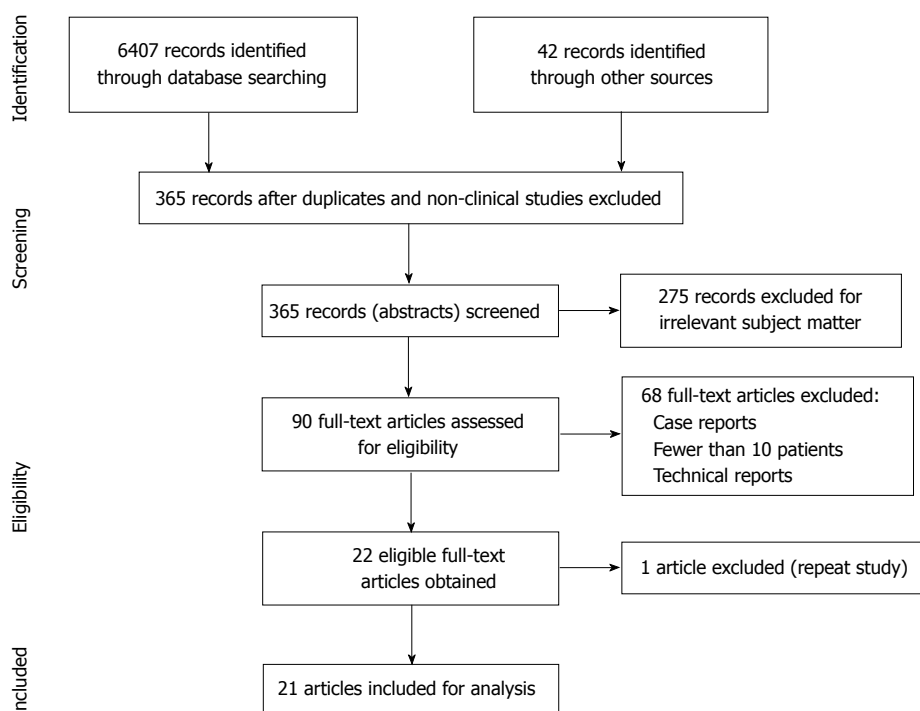 Identification
6407 records identified
through database searching
42 records identified
through other sources
365 records after duplicates and non-clinical studies excluded
Screening
365 records (abstracts) screened
275 records excluded for
irrelevant subject matter
Eligibility
90 full-text articles assessed
for eligibility
68 full-text articles excluded:
Case reports
Fewer than 10 patients
Technical reports
22 eligible full-text
articles obtained
1 article excluded (repeat study)
Included
21 articles included for analysis